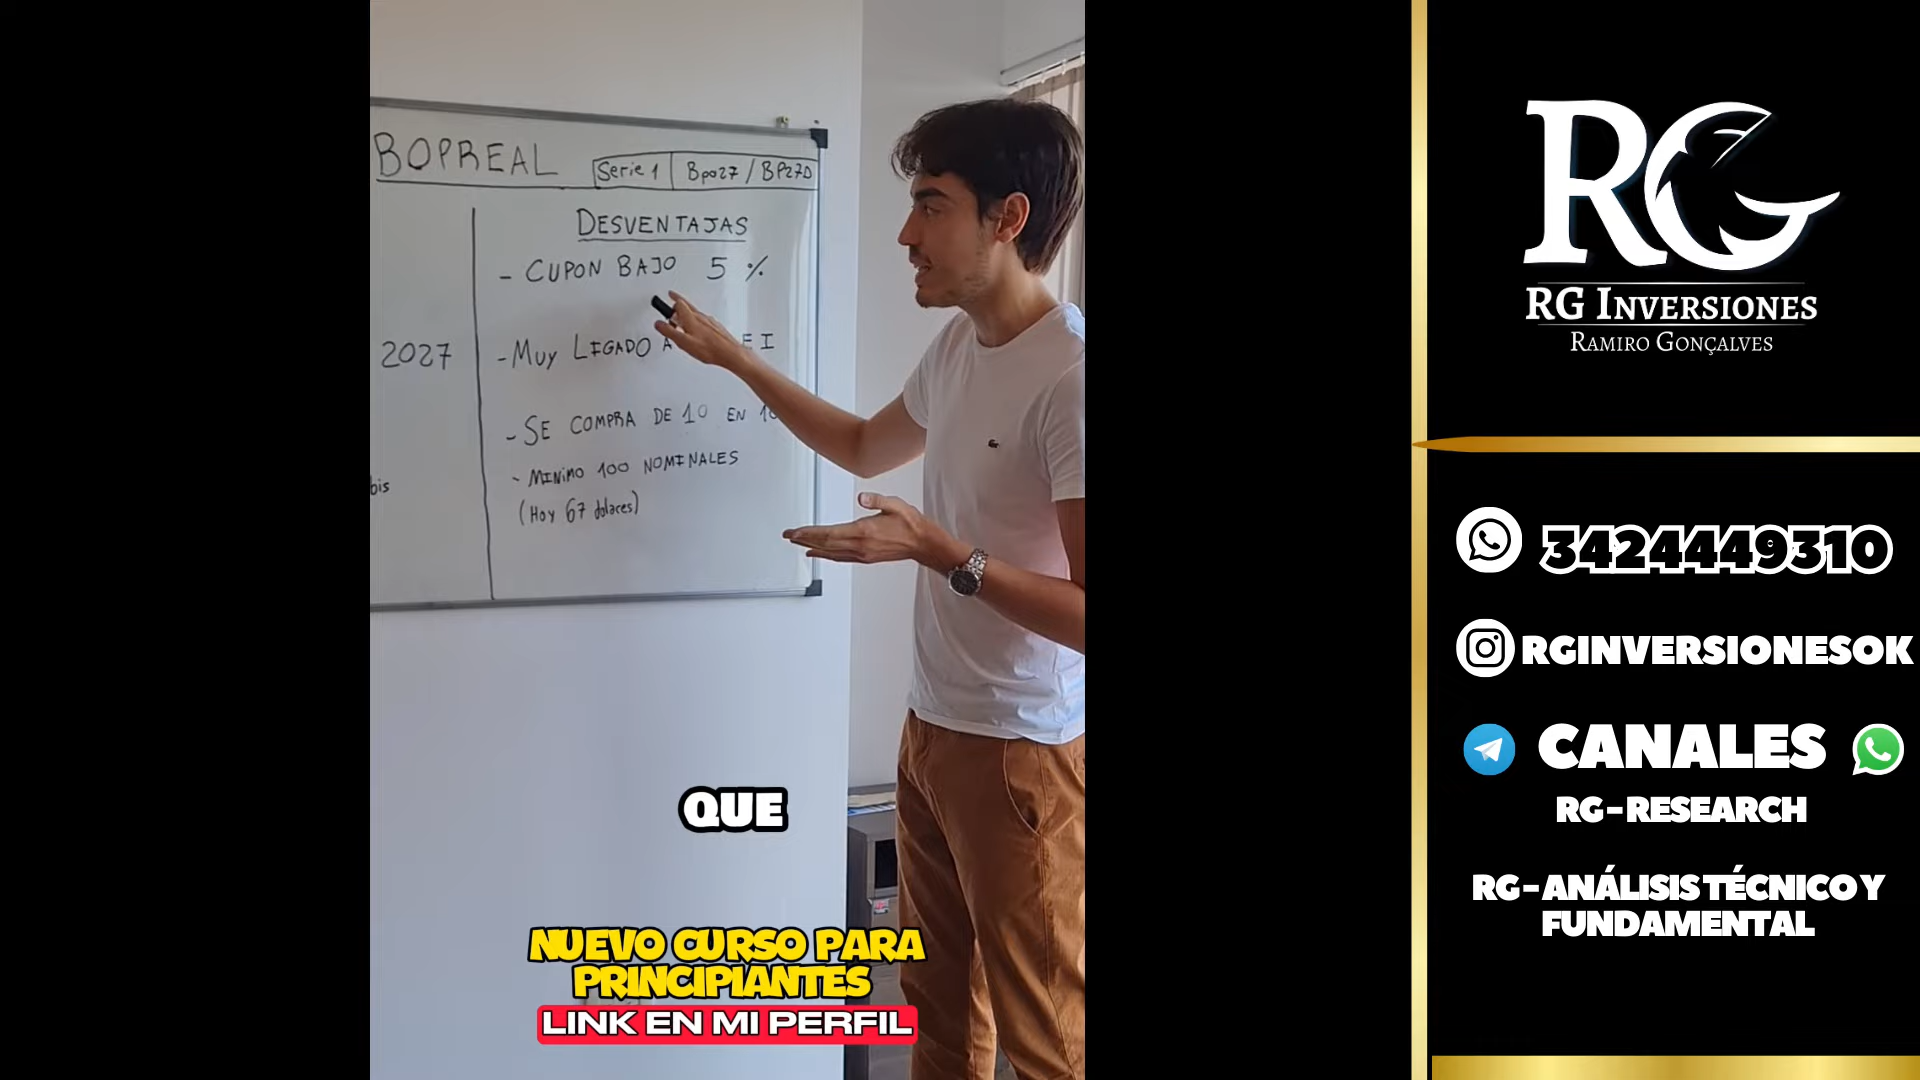 BOPREAL
Serie 1
Bpo27 / BP27D
DESVENTAJAS
- CUPON BAJO 5 %
2027
- MUY LIGADO A
- SE COMPRA DE 10 EN
- MINIMO 100 NOMINALES
(HOY 67 dolares)
bis
QUE
NUEVO CURSO PARA
PRINCIPIANTES
LINK EN MI PERFIL
RG
RG INVERSIONES
RAMIRO GONÇALVES
3424449310
RGINVERSIONESOK
CANALES
RG - RESEARCH
RG - ANÁLISIS TÉCNICO Y
FUNDAMENTAL